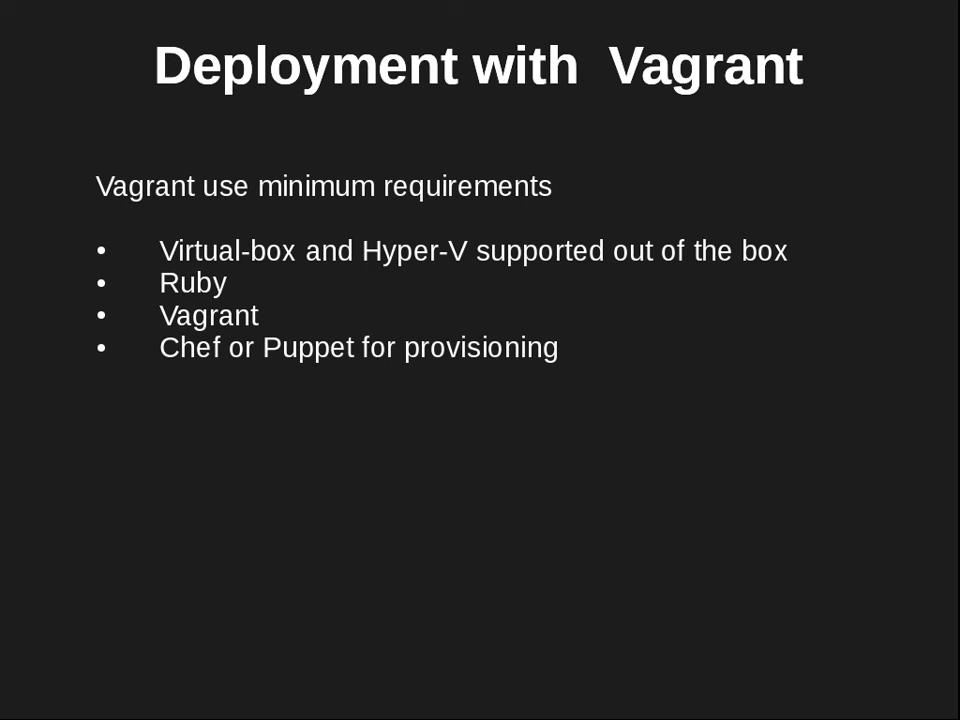 Deployment with  Vagrant
Vagrant use minimum requirements
• Virtual-box and Hyper-V supported out of the box
• Ruby
• Vagrant
• Chef or Puppet for provisioning